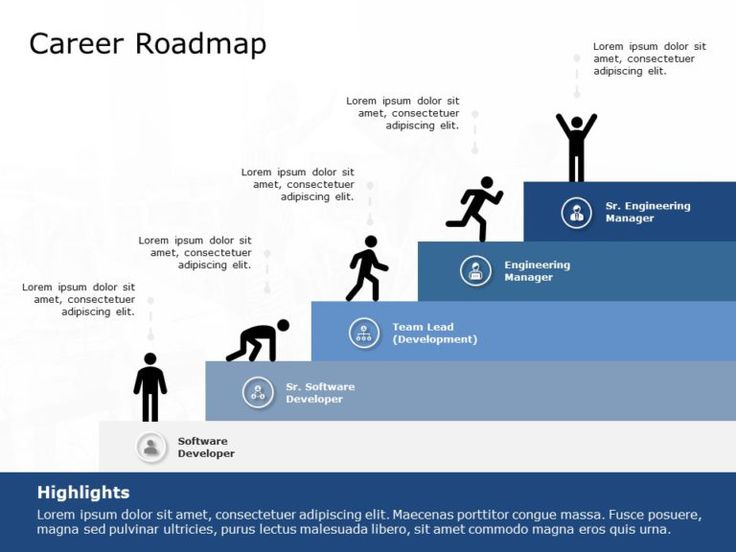 Career Roadmap
Lorem ipsum dolor sit
amet, consectetuer
adipiscing elit.
Lorem ipsum dolor sit
amet, consectetuer
adipiscing elit.
Lorem ipsum dolor sit
amet, consectetuer
adipiscing elit.
Lorem ipsum dolor sit
amet, consectetuer
adipiscing elit.
Lorem ipsum dolor sit
amet, consectetuer
adipiscing elit.
Sr. Engineering
Manager
Engineering
Manager
Team Lead
(Development)
Sr. Software
Developer
Software
Developer
Highlights
Lorem ipsum dolor sit amet, consectetuer adipiscing elit. Maecenas porttitor congue massa. Fusce posuere,
magna sed pulvinar ultricies, purus lectus malesuada libero, sit amet commodo magna eros quis urna.